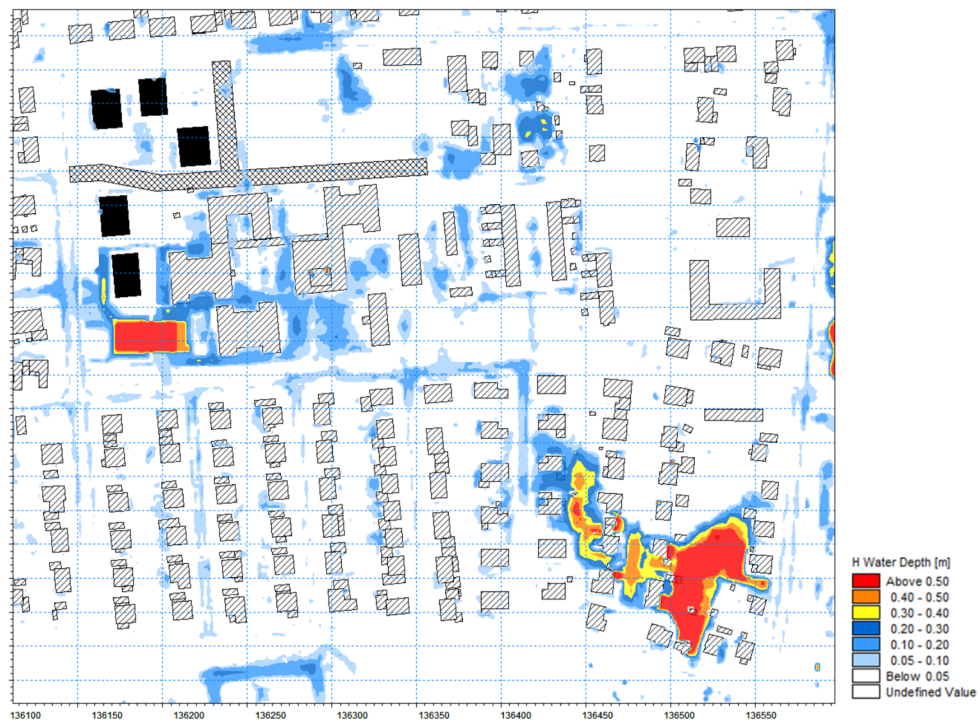 H Water Depth [m]
Above 0.50
0.40 - 0.50
0.30 - 0.40
0.20 - 0.30
0.10 - 0.20
0.05 - 0.10
Below 0.05
Undefined Value
136100 136150 136200 136250 136300 136350 136400 136450 136500 136550